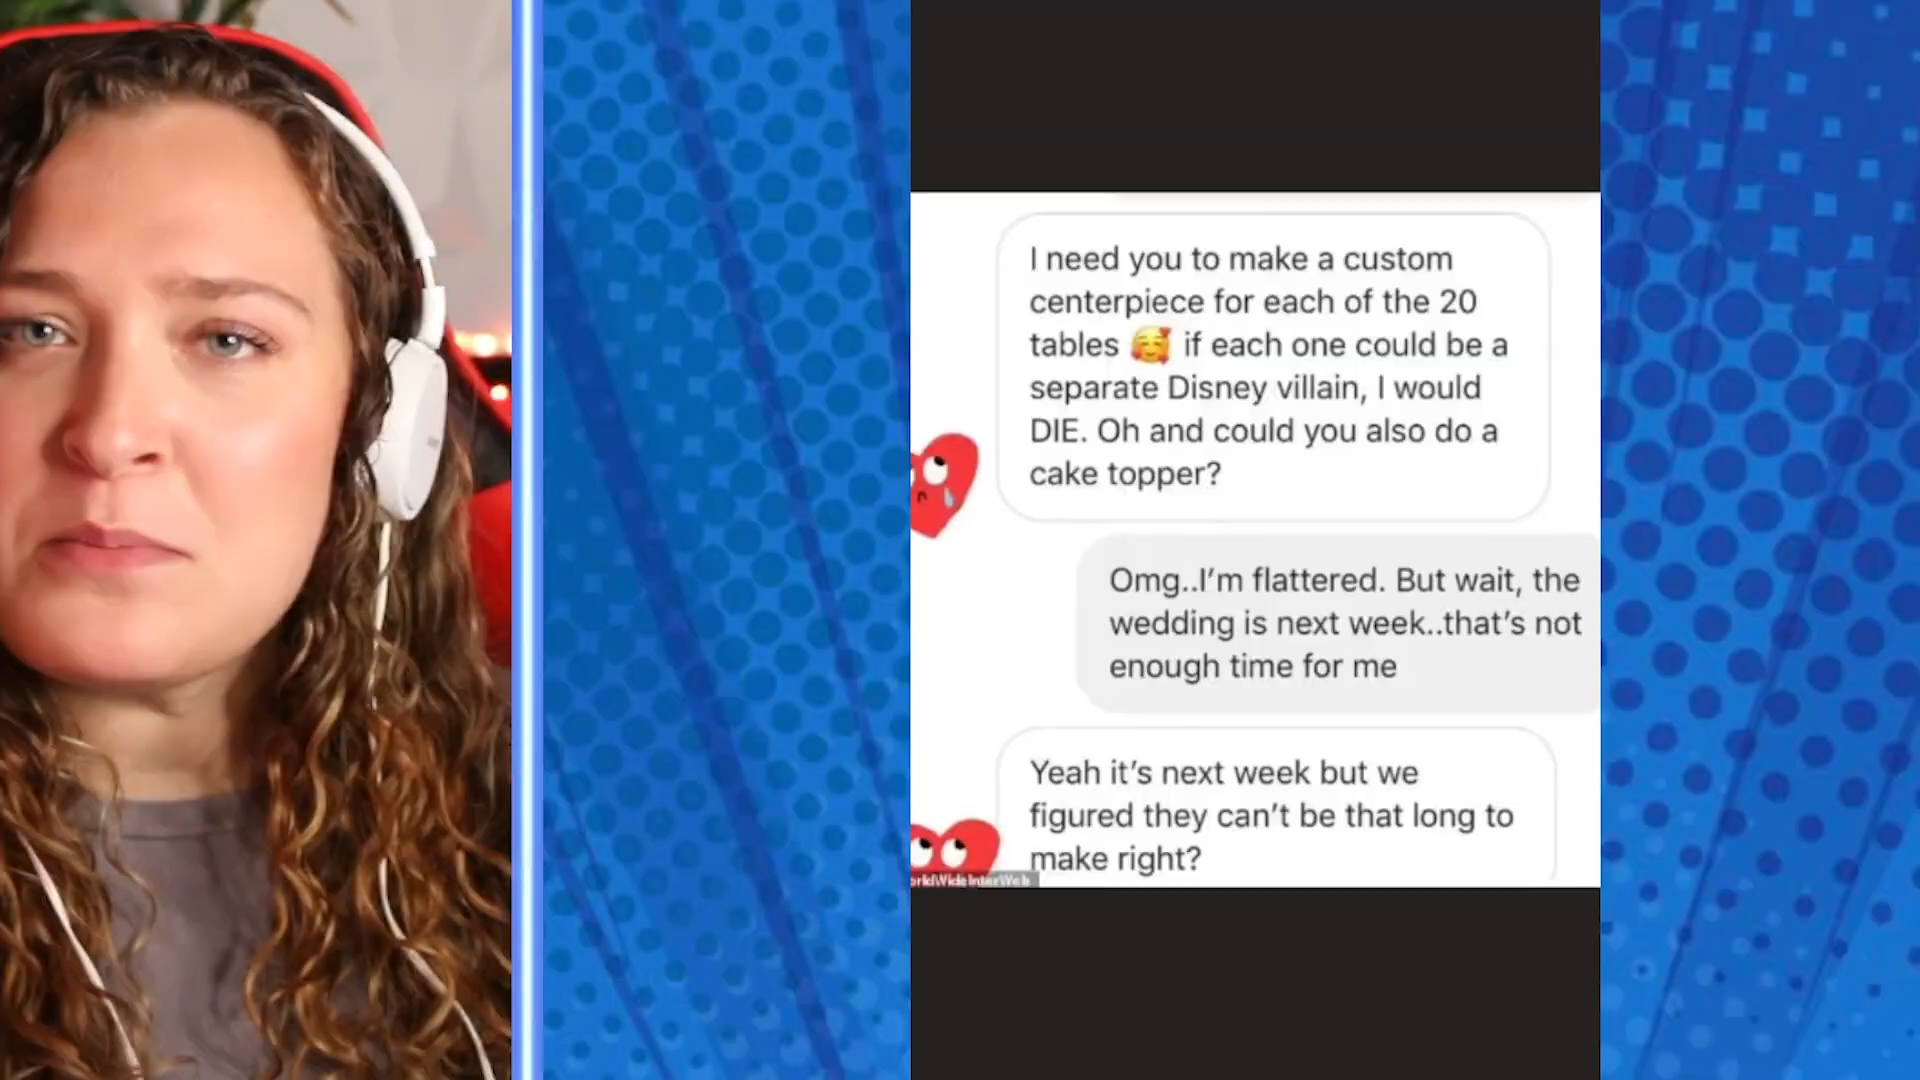 I need you to make a custom
centerpiece for each of the 20
tables 🥰 if each one could be a
separate Disney villain, I would
DIE. Oh and could you also do a
cake topper?
Omg..I’m flattered. But wait, the
wedding is next week..that’s not
enough time for me
Yeah it’s next week but we
figured they can’t be that long to
make right?
orldWideInterWeb